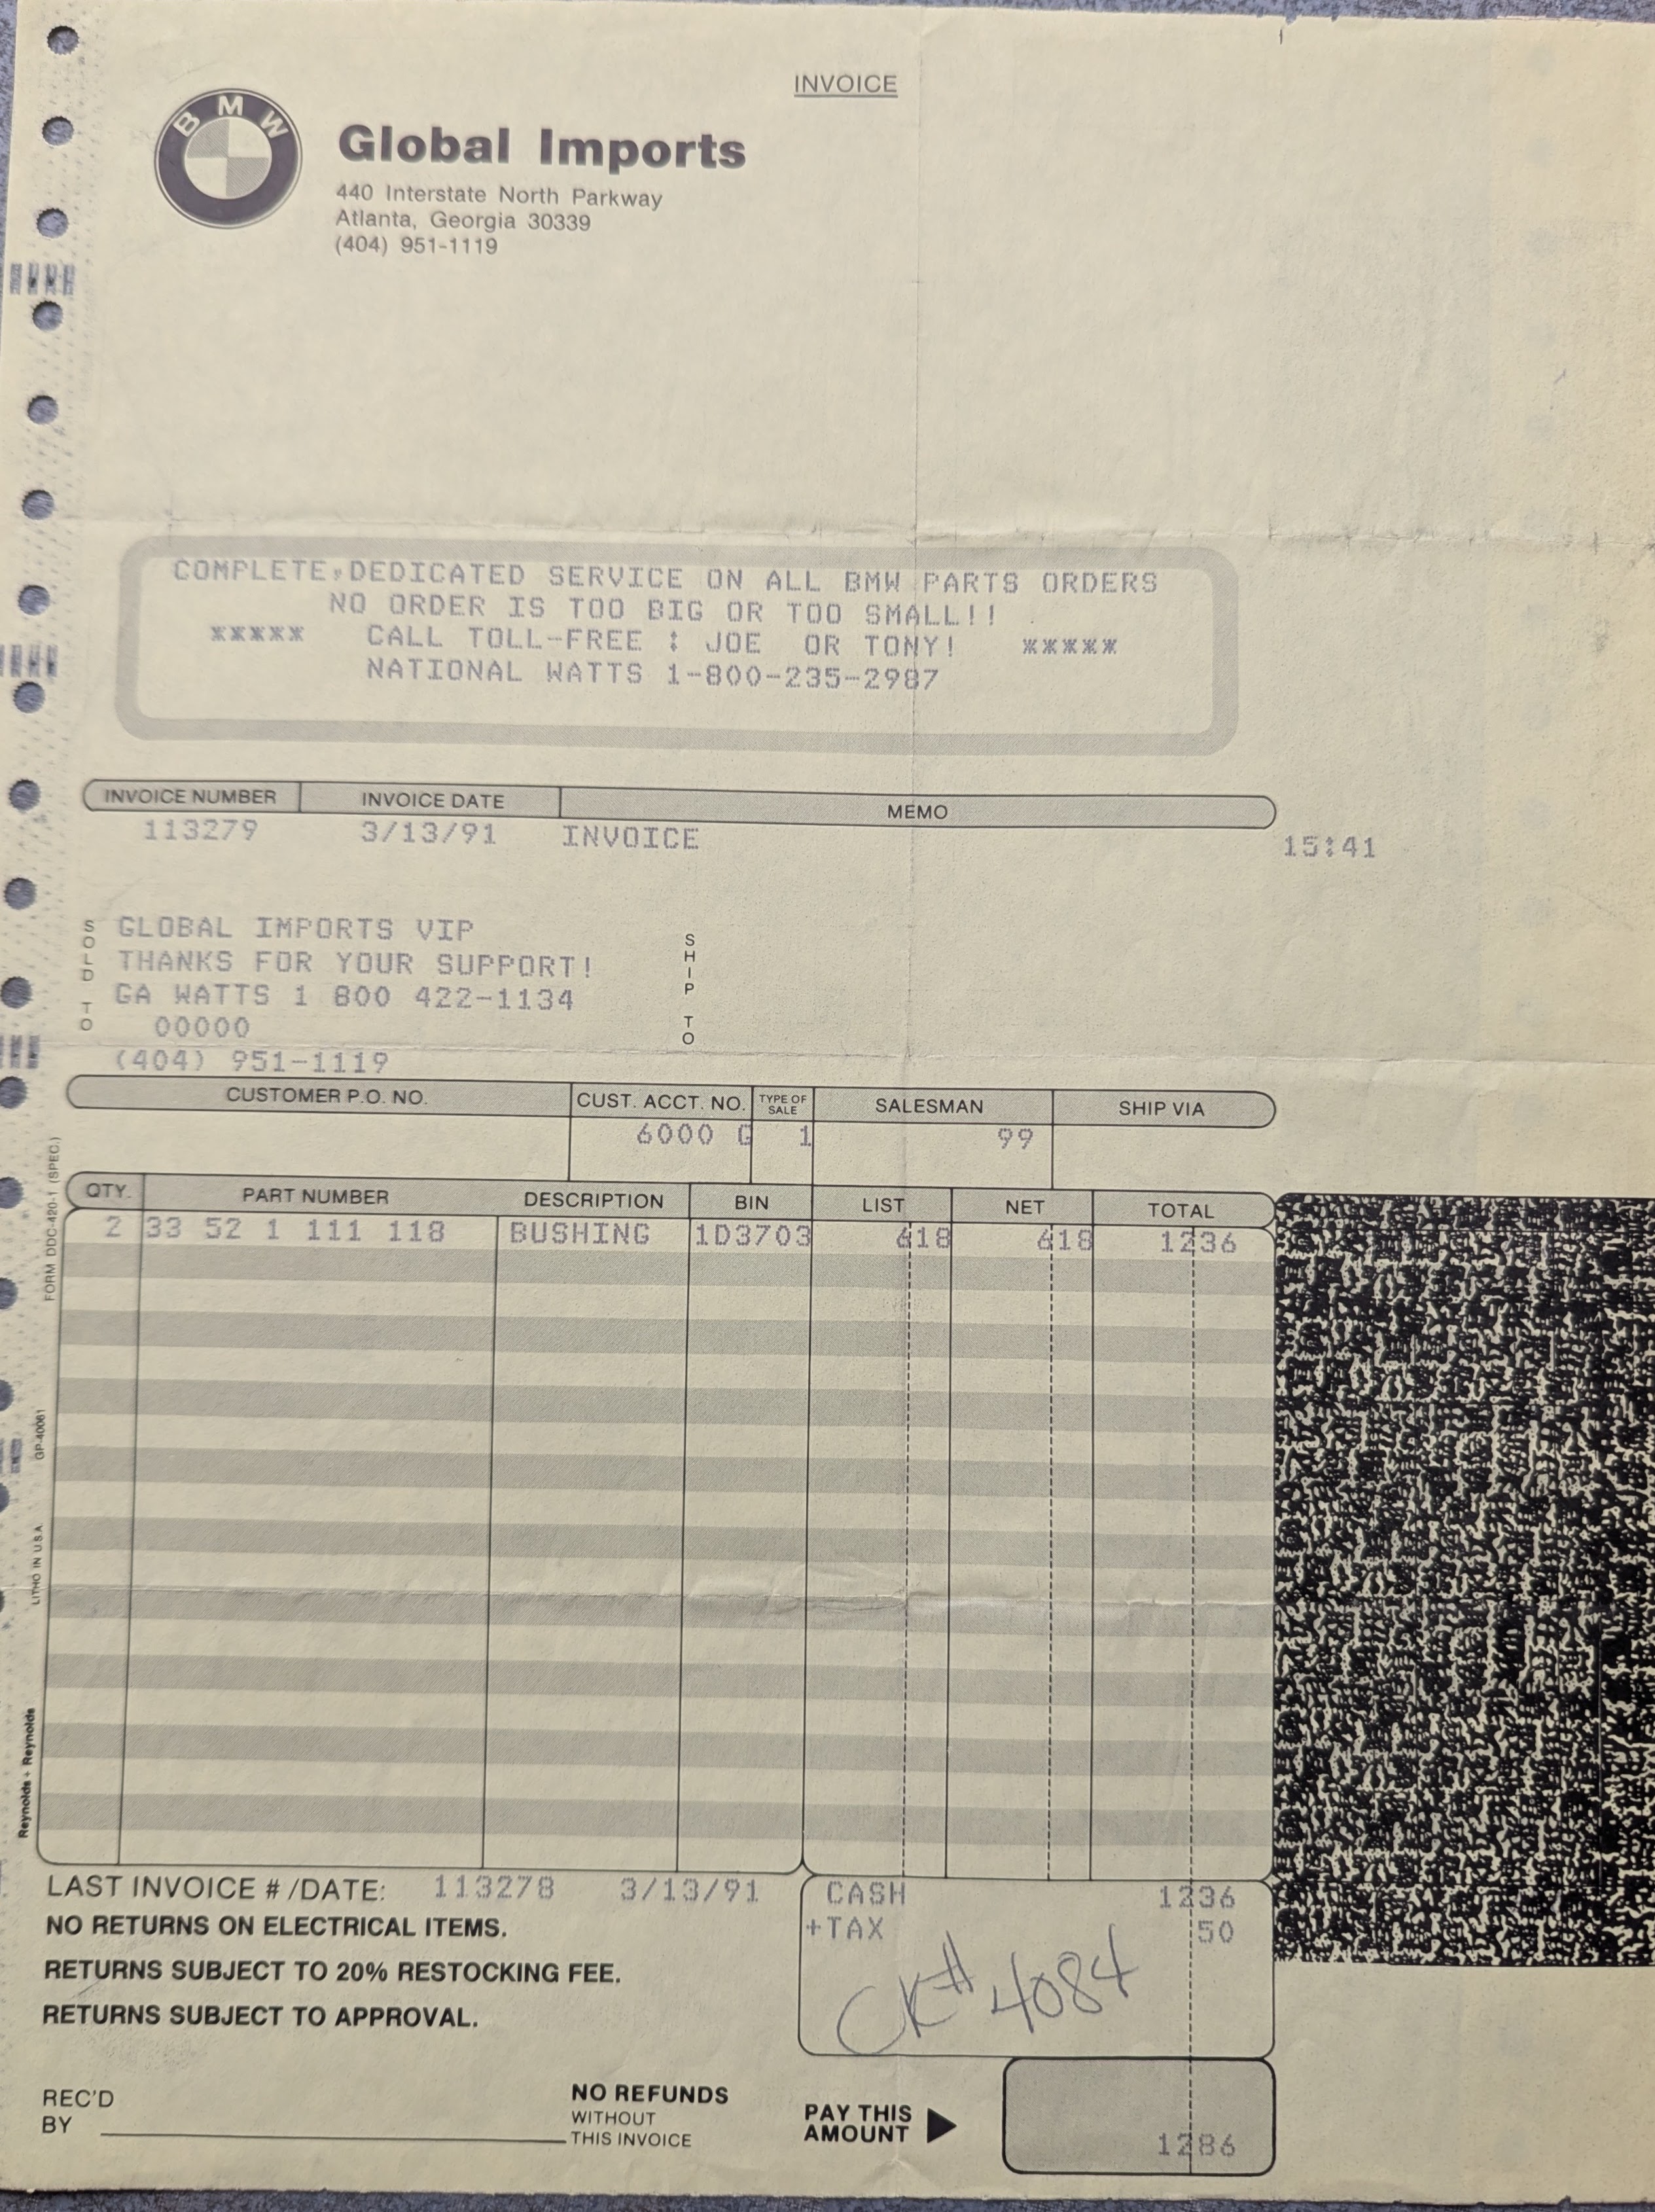 INVOICE
BMW
Global Imports
440 Interstate North Parkway
Atlanta, Georgia 30339
(404) 951-1119
COMPLETE,DEDICATED SERVICE ON ALL BMW PARTS ORDERS
NO ORDER IS TOO BIG OR TOO SMALL!!
***** CALL TOLL-FREE : JOE OR TONY! *****
NATIONAL WATTS 1-800-235-2987
INVOICE NUMBER INVOICE DATE MEMO
113279 3/13/91 INVOICE 15:41
SOLD TO
GLOBAL IMPORTS VIP
THANKS FOR YOUR SUPPORT!
GA WATTS 1 800 422-1134
00000
(404) 951-1119
SHIP TO
CUSTOMER P.O. NO. CUST. ACCT. NO. TYPE OF SALE SALESMAN SHIP VIA
6000 G 1 99
QTY. PART NUMBER DESCRIPTION BIN LIST NET TOTAL
2 33 52 1 111 118 BUSHING 1D3703 618 618 1236
FORM DDC-420-1 (SPEC.)
GP-40061
LITHO IN U.S.A
Reynolds + Reynolds
LAST INVOICE # /DATE: 113278 3/13/91 CASH 1236
NO RETURNS ON ELECTRICAL ITEMS. +TAX 50
RETURNS SUBJECT TO 20% RESTOCKING FEE.
CK# 4084
RETURNS SUBJECT TO APPROVAL.
REC'D
BY
NO REFUNDS
WITHOUT
THIS INVOICE
PAY THIS
AMOUNT
1286